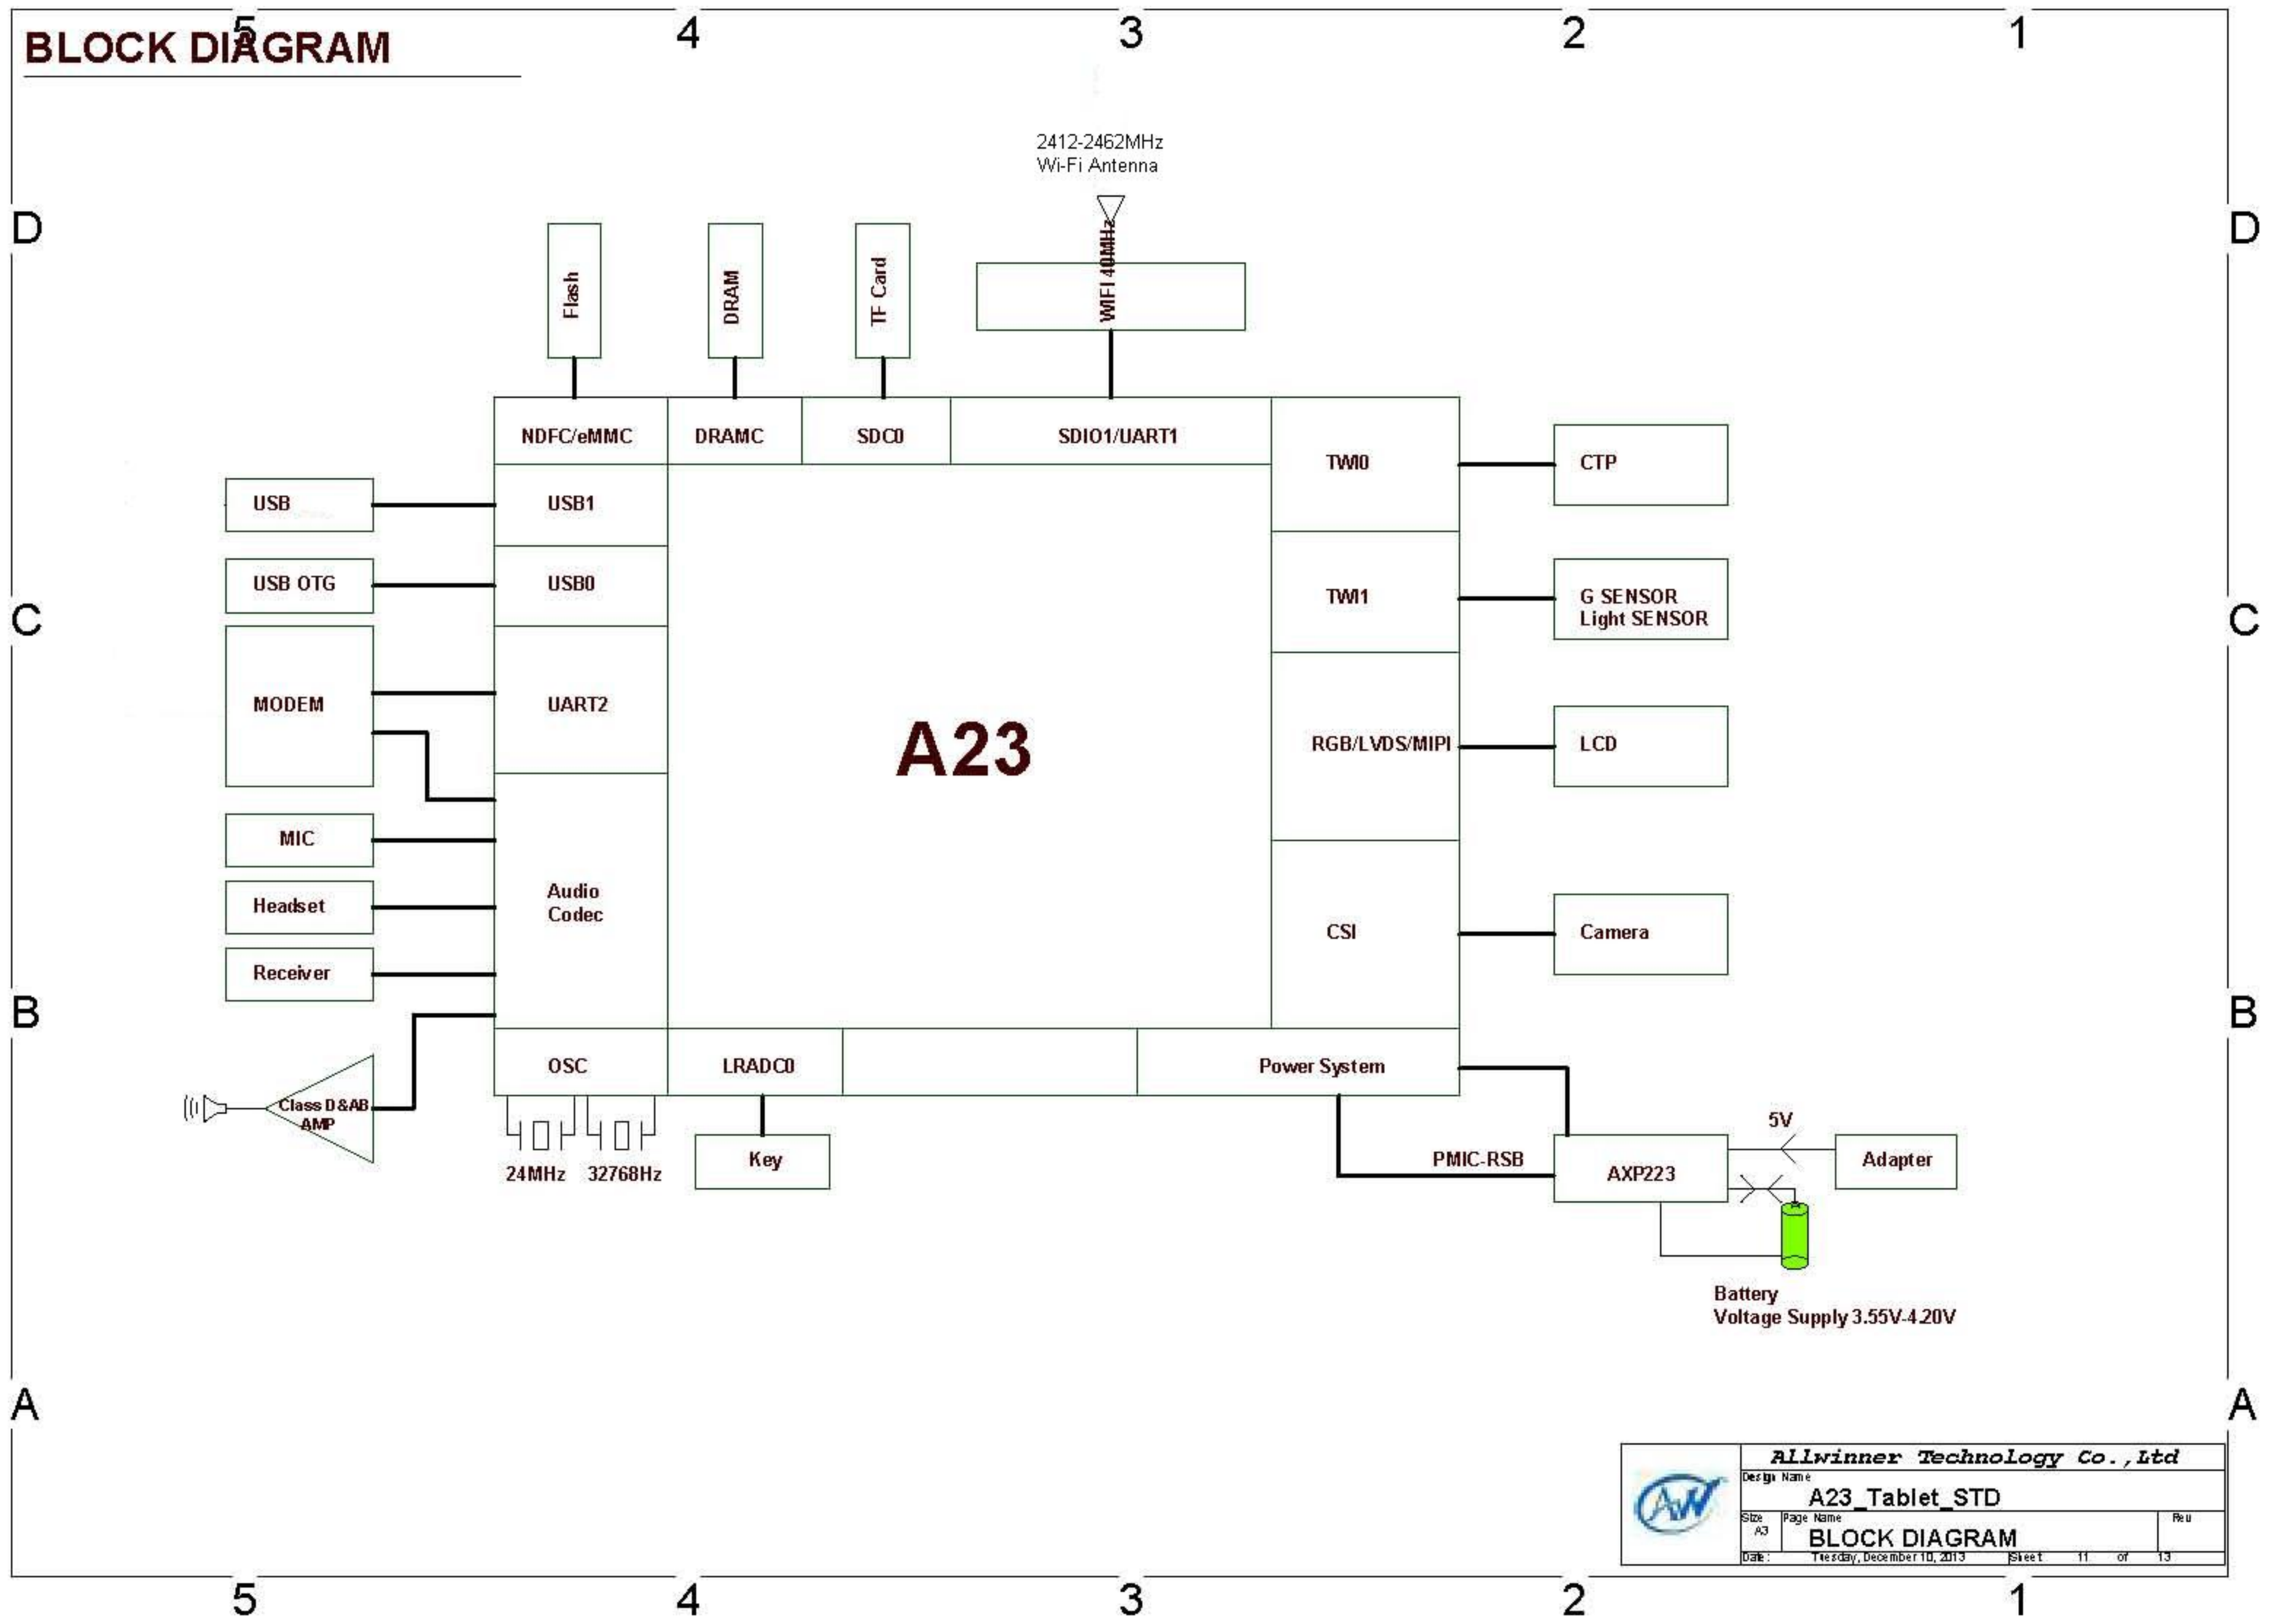 5 4 3 2 1
BLOCK DIAGRAM
2412-2462MHz
Wi-Fi Antenna
D D
Flash
DRAM
TF Card
WIFI 40MHz
NDFC/eMMC
DRAMC
SDC0
SDIO1/UART1
TWI0
CTP
USB
USB1
USB OTG
USB0
TWI1
G SENSOR
Light SENSOR
C C
MODEM
UART2
A23
RGB/LVDS/MIPI
LCD
MIC
Audio
Codec
Headset
CSI
Camera
Receiver
B B
OSC
LRADC0
Power System
Class D&AB
AMP
24MHz
32768Hz
Key
PMIC-RSB
AXP223
5V
Adapter
Battery
Voltage Supply 3.55V-4.20V
A A
AW
Allwinner Technology Co.,Ltd
Design Name
A23_Tablet_STD
Size
A3
Page Name
BLOCK DIAGRAM
Rev
Date: Tuesday, December 10, 2013 Sheet 11 of 13
5 4 3 2 1